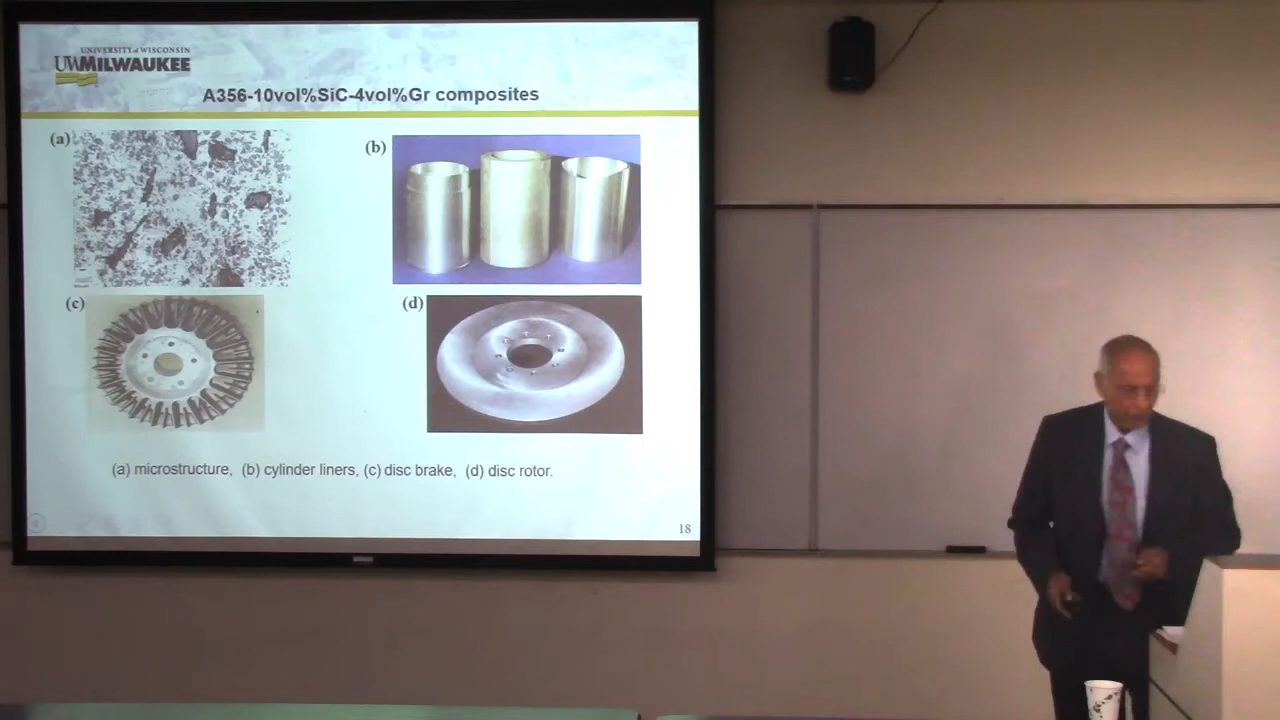 UNIVERSITY of WISCONSIN
UWMILWAUKEE
A356-10vol%SiC-4vol%Gr composites
(a)
(b)
(c)
(d)
(a) microstructure, (b) cylinder liners, (c) disc brake, (d) disc rotor.
18